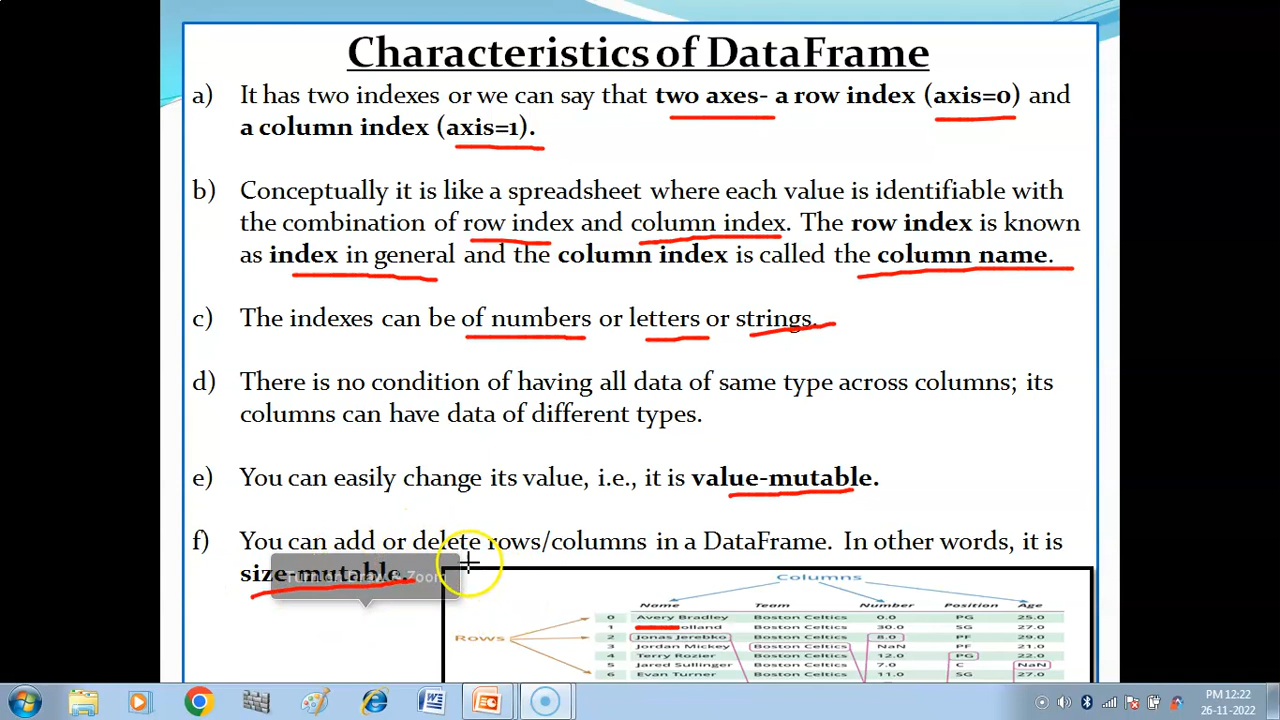 Characteristics of DataFrame
a) It has two indexes or we can say that two axes- a row index (axis=0) and
a column index (axis=1).
b) Conceptually it is like a spreadsheet where each value is identifiable with
the combination of row index and column index. The row index is known
as index in general and the column index is called the column name.
c) The indexes can be of numbers or letters or strings.
d) There is no condition of having all data of same type across columns; its
columns can have data of different types.
e) You can easily change its value, i.e., it is value-mutable.
f) You can add or delete rows/columns in a DataFrame. In other words, it is
size-mutable.
Turn on Draw & Zoom
Columns
Name Team Number Position Age
0 Avery Bradley Boston Celtics 0.0 PG 25.0
1 olland Boston Celtics 30.0 SG 27.0
2 Jonas Jerebko Boston Celtics 8.0 PF 29.0
Rows
3 Jordan Mickey Boston Celtics NaN PF 21.0
4 Terry Rozier Boston Celtics 12.0 PG 22.0
5 Jared Sullinger Boston Celtics 7.0 C NaN
6 Evan Turner Boston Celtics 11.0 SG 27.0
PM 12:22
26-11-2022